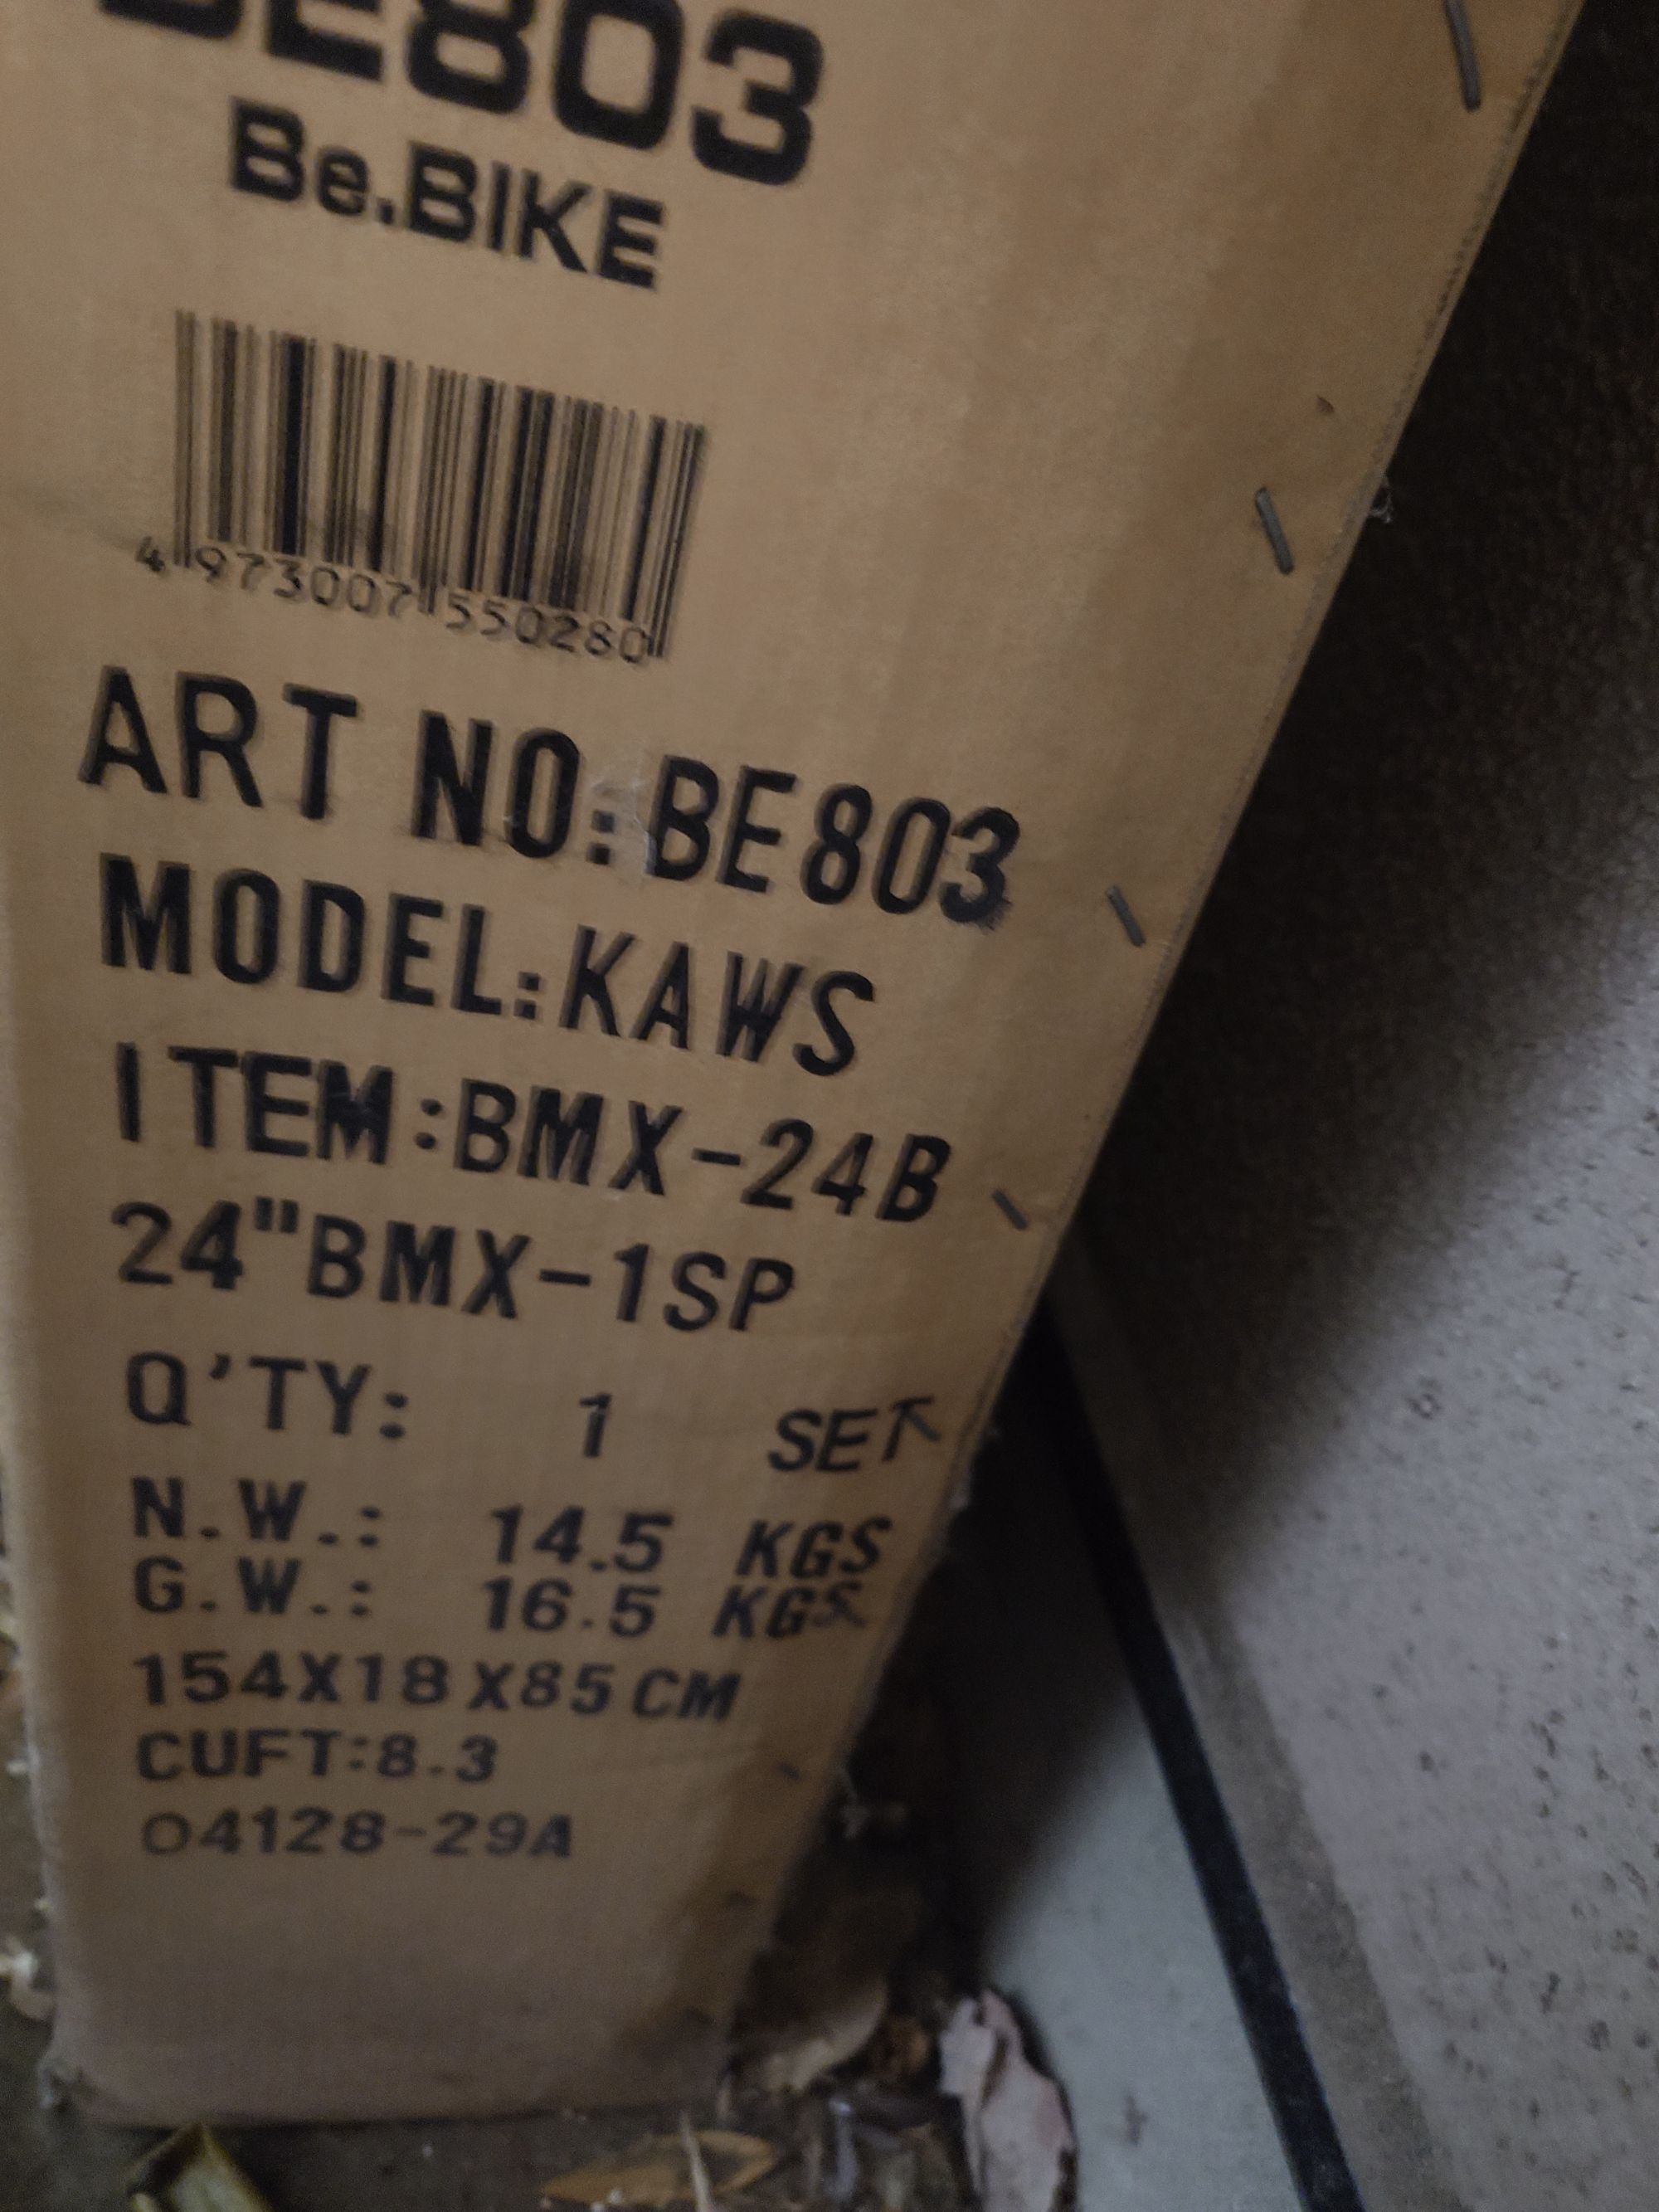 BE803
Be.BIKE
4 973007 550280
ART NO:BE803
MODEL:KAWS
ITEM:BMX-24B
24"BMX-1SP
Q'TY: 1 SET
N.W.: 14.5 KGS
G.W.: 16.5 KGS
154X18X85CM
CUFT:8.3
04128-29A